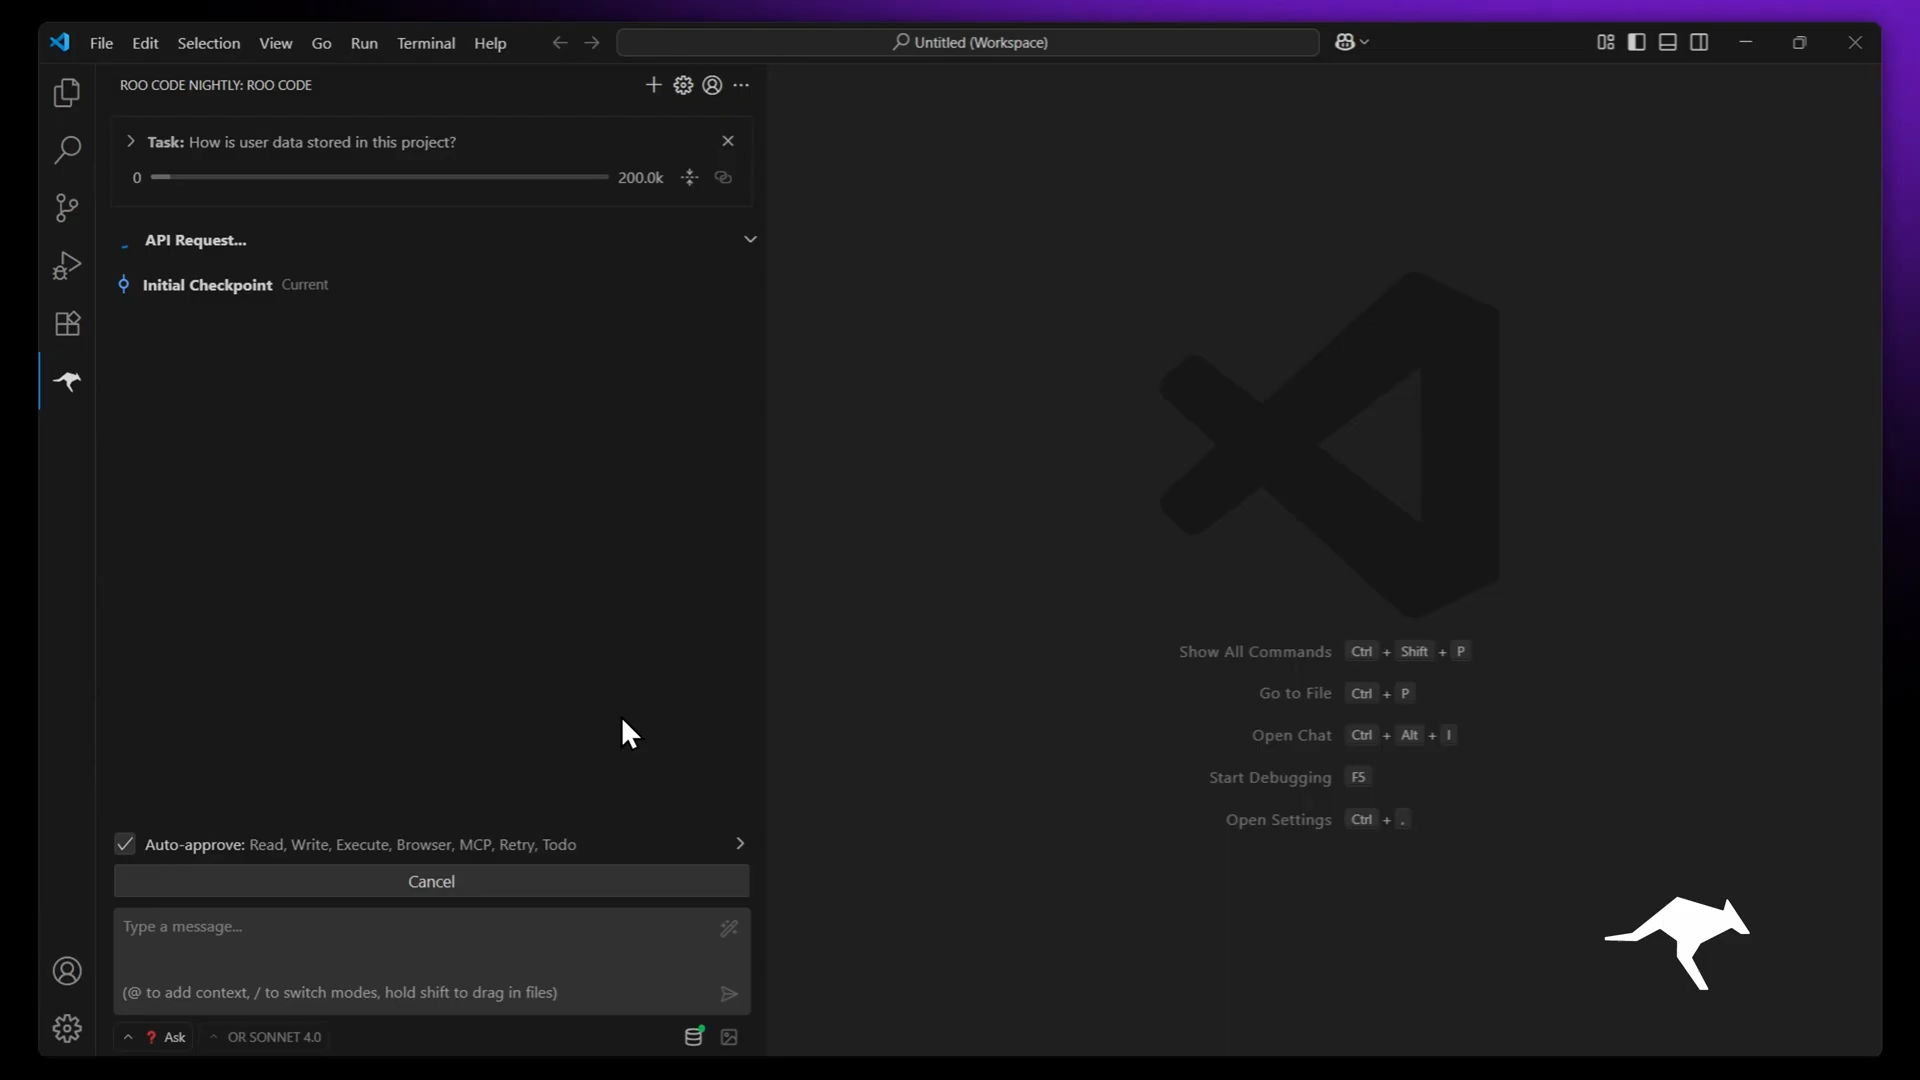 File Edit Selection View Go Run Terminal Help
Untitled (Workspace)
ROO CODE NIGHTLY: ROO CODE
Task: How is user data stored in this project?
0 200.0k
API Request...
Initial Checkpoint Current
Show All Commands Ctrl + Shift + P
Go to File Ctrl + P
Open Chat Ctrl + Alt + I
Start Debugging F5
Open Settings Ctrl + ,
Auto-approve: Read, Write, Execute, Browser, MCP, Retry, Todo
Cancel
Type a message...
(@ to add context, / to switch modes, hold shift to drag in files)
? Ask OR SONNET 4.0